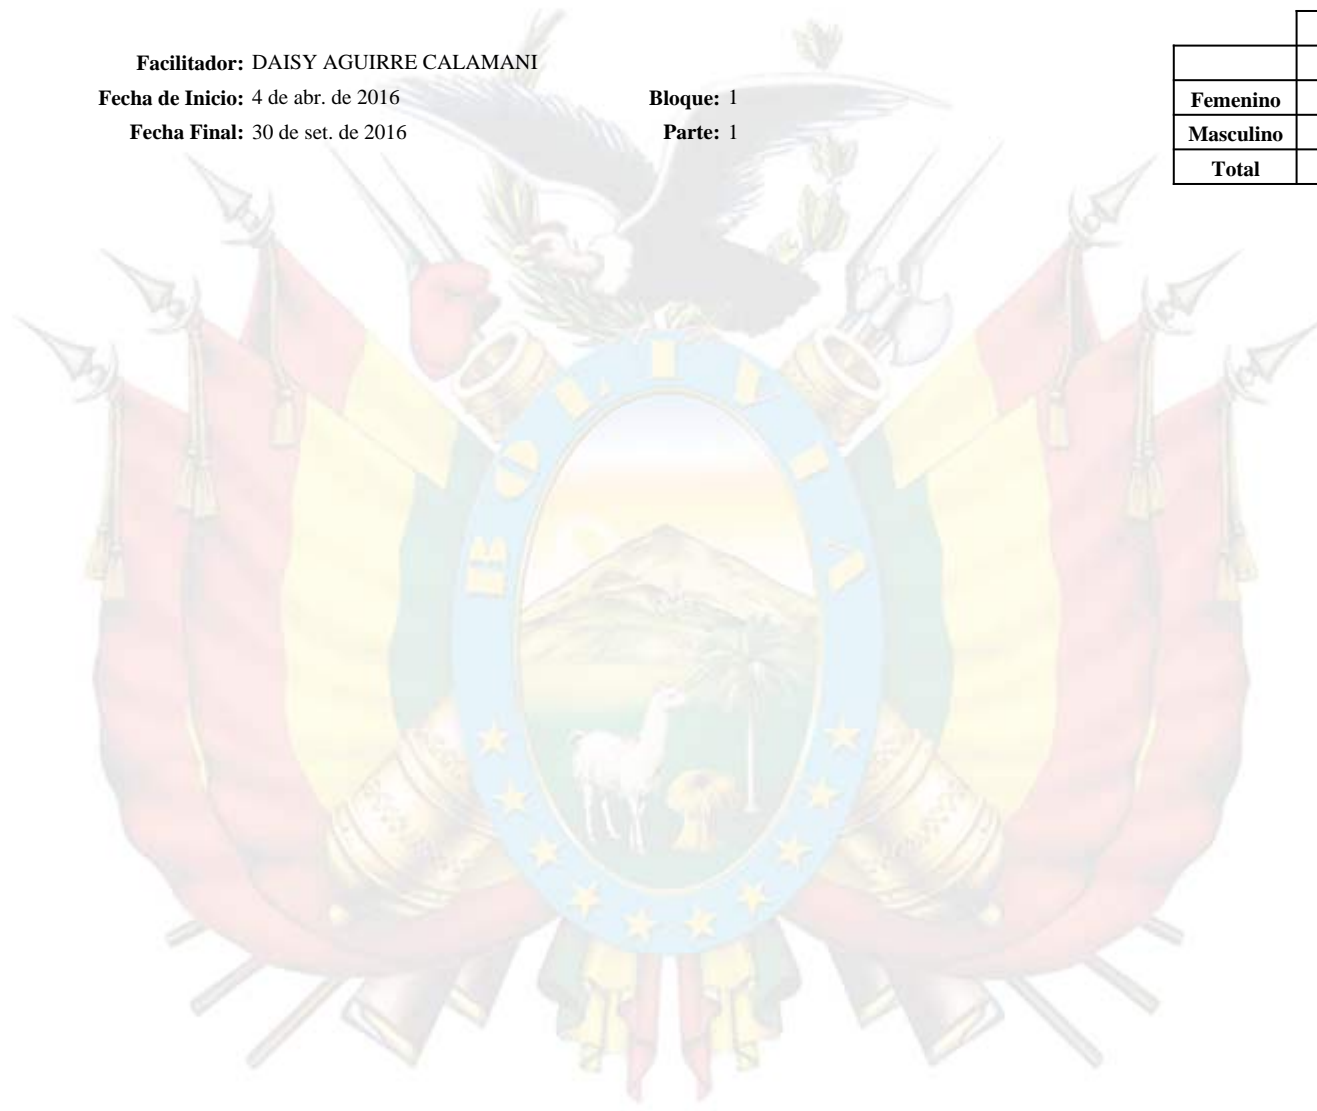 Facilitador: DAISY AGUIRRE CALAMANI
Fecha de Inicio: 4 de abr. de 2016
Bloque: 1
Fecha Final: 30 de set. de 2016
Parte: 1
Femenino
Masculino
Total
BOLIVIA